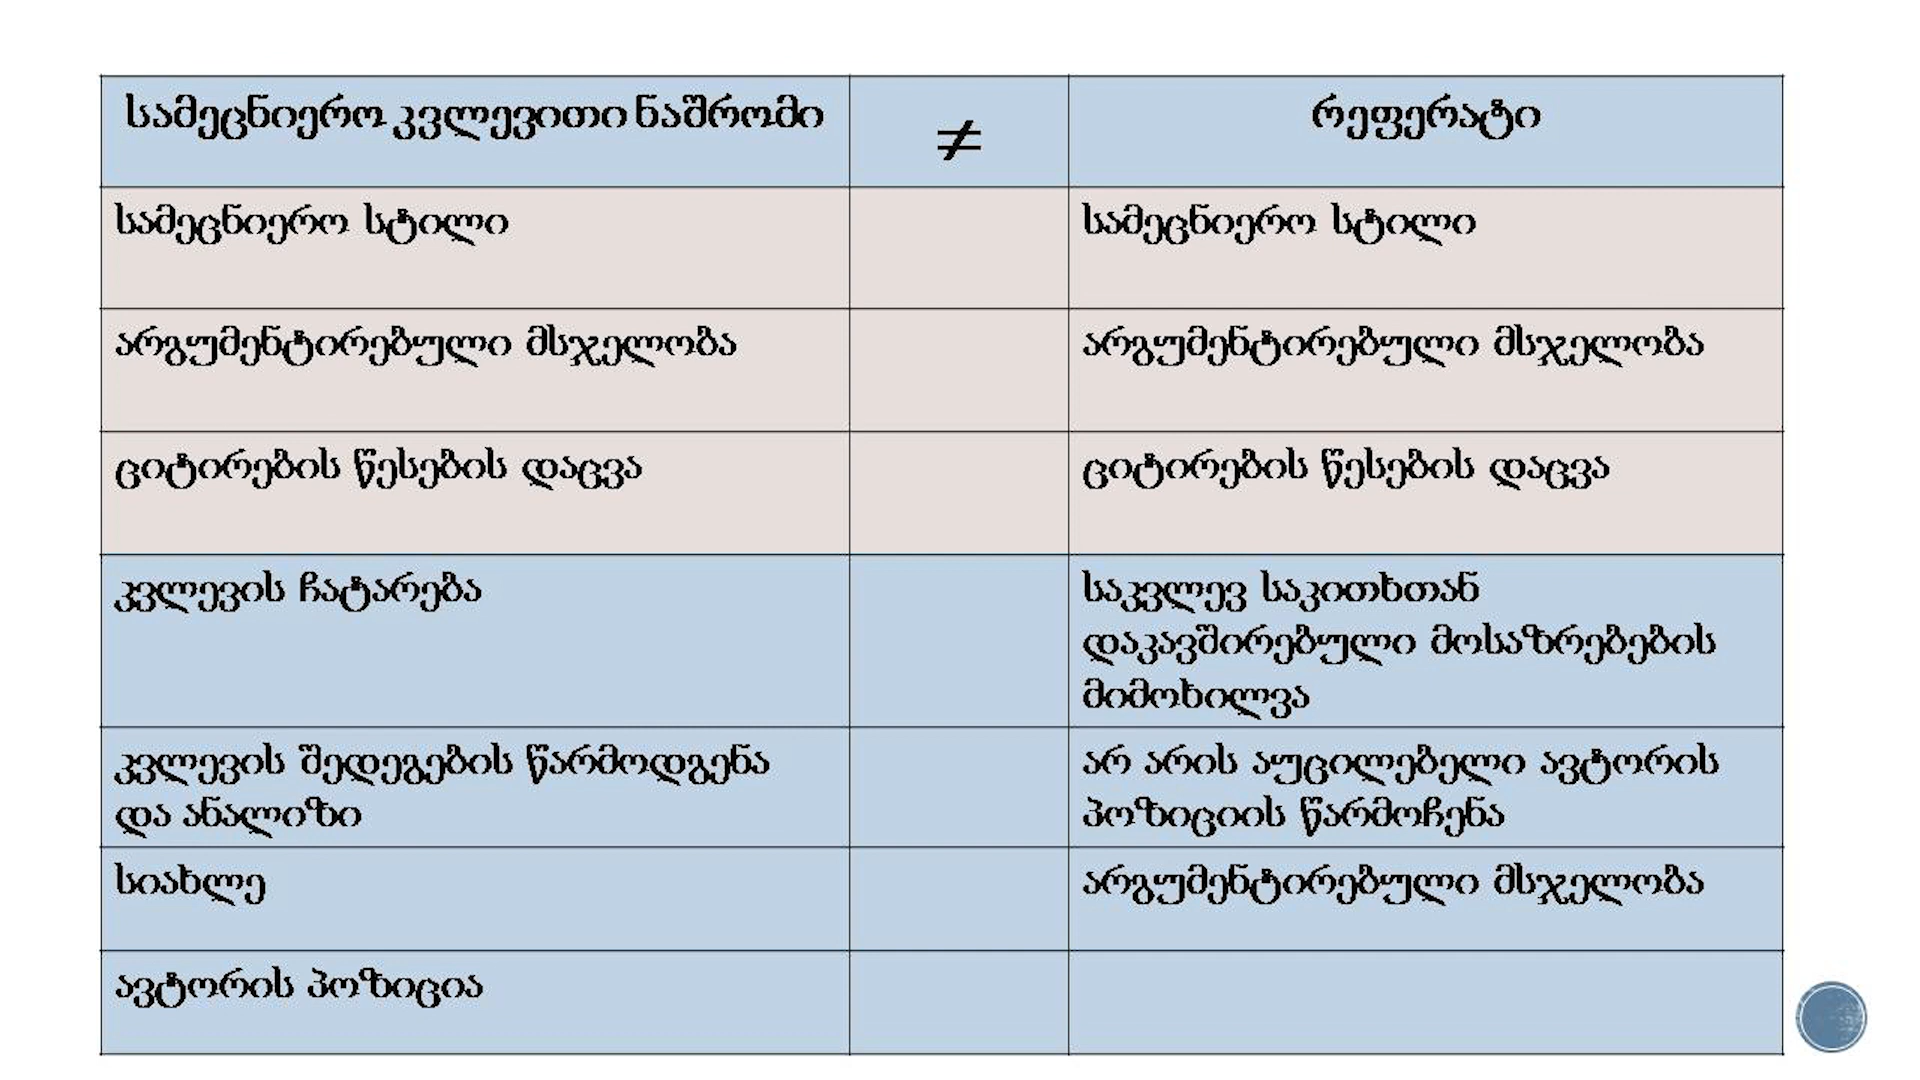 სამეცნიერო კვლევითი ნაშრომი
≠
რეფერატი
სამეცნიერო სტილი
სამეცნიერო სტილი
არგუმენტირებული მსჯელობა
არგუმენტირებული მსჯელობა
ციტირების წესების დაცვა
ციტირების წესების დაცვა
კვლევის ჩატარება
საკვლევ საკითხთან
დაკავშირებული მოსაზრებების
მიმოხილვა
კვლევის შედეგების წარმოდგენა
და ანალიზი
არ არის აუცილებელი ავტორის
პოზიციის წარმოჩენა
სიახლე
არგუმენტირებული მსჯელობა
ავტორის პოზიცია